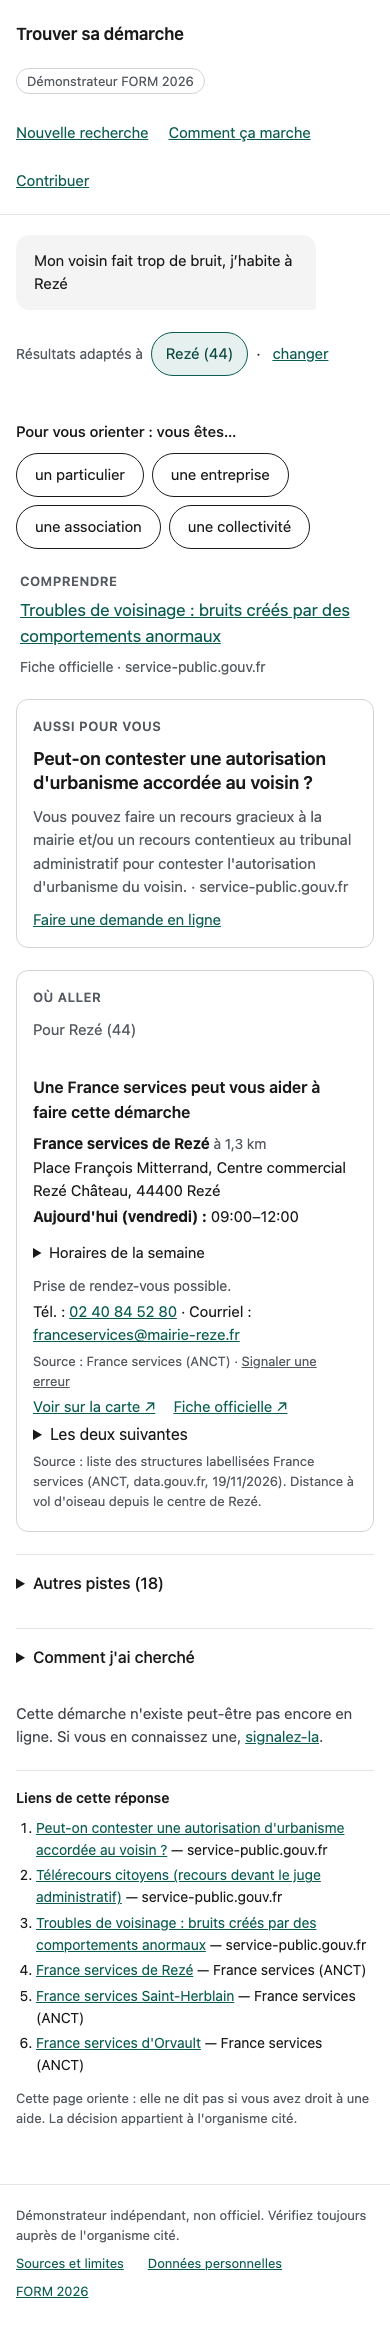 Trouver sa démarche
Démonstrateur FORM 2026
Nouvelle recherche Comment ça marche
Contribuer
Mon voisin fait trop de bruit, j’habite à
Rezé
Résultats adaptés à Rezé (44) · changer
Pour vous orienter : vous êtes...
un particulier une entreprise
une association une collectivité
COMPRENDRE
Troubles de voisinage : bruits créés par des
comportements anormaux
Fiche officielle · service-public.gouv.fr
AUSSI POUR VOUS
Peut-on contester une autorisation
d'urbanisme accordée au voisin ?
Vous pouvez faire un recours gracieux à la
mairie et/ou un recours contentieux au tribunal
administratif pour contester l'autorisation
d'urbanisme du voisin. · service-public.gouv.fr
Faire une demande en ligne
OÙ ALLER
Pour Rezé (44)
Une France services peut vous aider à
faire cette démarche
France services de Rezé à 1,3 km
Place François Mitterrand, Centre commercial
Rezé Château, 44400 Rezé
Aujourd'hui (vendredi) : 09:00–12:00
▶ Horaires de la semaine
Prise de rendez-vous possible.
Tél. : 02 40 84 52 80 · Courriel :
franceservices@mairie-reze.fr
Source : France services (ANCT) · Signaler une
erreur
Voir sur la carte ↗ Fiche officielle ↗
▶ Les deux suivantes
Source : liste des structures labellisées France
services (ANCT, data.gouv.fr, 19/11/2026). Distance à
vol d'oiseau depuis le centre de Rezé.
▶ Autres pistes (18)
▶ Comment j'ai cherché
Cette démarche n'existe peut-être pas encore en
ligne. Si vous en connaissez une, signalez-la.
Liens de cette réponse
1. Peut-on contester une autorisation d'urbanisme
accordée au voisin ? — service-public.gouv.fr
2. Télérecours citoyens (recours devant le juge
administratif) — service-public.gouv.fr
3. Troubles de voisinage : bruits créés par des
comportements anormaux — service-public.gouv.fr
4. France services de Rezé — France services (ANCT)
5. France services Saint-Herblain — France services
(ANCT)
6. France services d'Orvault — France services
(ANCT)
Cette page oriente : elle ne dit pas si vous avez droit à une
aide. La décision appartient à l'organisme cité.
Démonstrateur indépendant, non officiel. Vérifiez toujours
auprès de l'organisme cité.
Sources et limites Données personnelles
FORM 2026